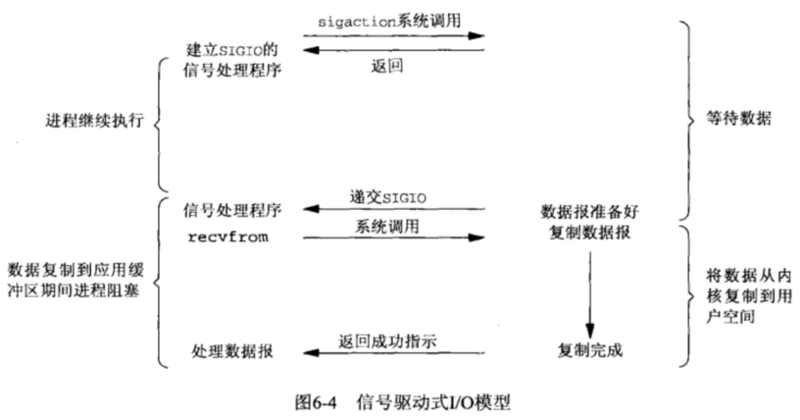 sigaction系统调用
建立SIGIO的
信号处理程序
返回
进程继续执行
等待数据
递交SIGIO
信号处理程序
数据报准备好
系统调用
recvfrom
复制数据报
数据复制到应用缓
冲区期间进程阻塞
将数据从内
核复制到用
户空间
返回成功指示
处理数据报
复制完成
图6-4 信号驱动式I/O模型